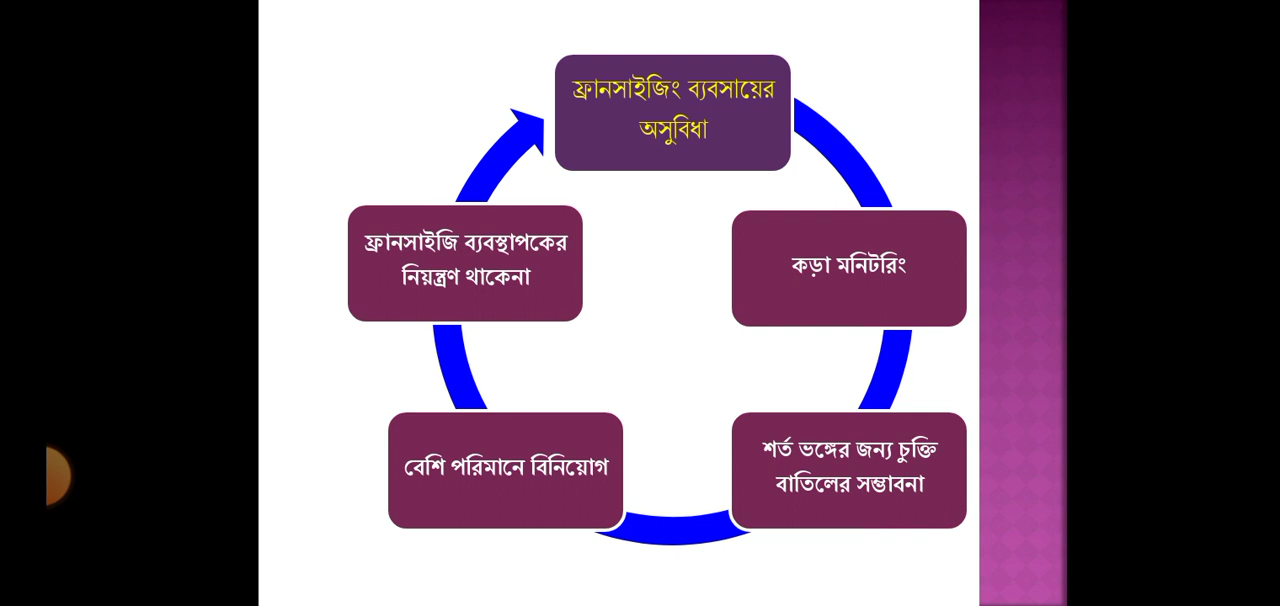 ফ্রানসাইজিং ব্যবসায়ের
অসুবিধা
কড়া মনিটরিং
শর্ত ভঙ্গের জন্য চুক্তি
বাতিলের সম্ভাবনা
বেশি পরিমানে বিনিয়োগ
ফ্রানসাইজি ব্যবস্থাপকের
নিয়ন্ত্রণ থাকেনা